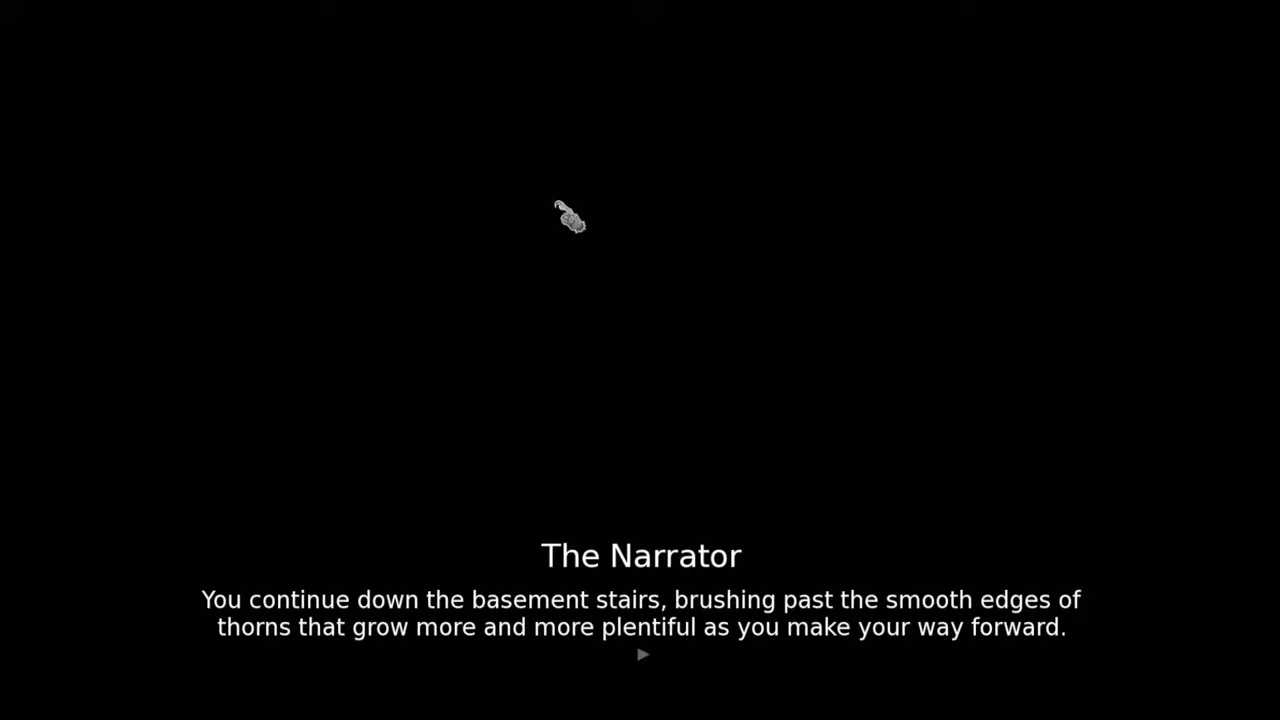 The Narrator
You continue down the basement stairs, brushing past the smooth edges of
thorns that grow more and more plentiful as you make your way forward.